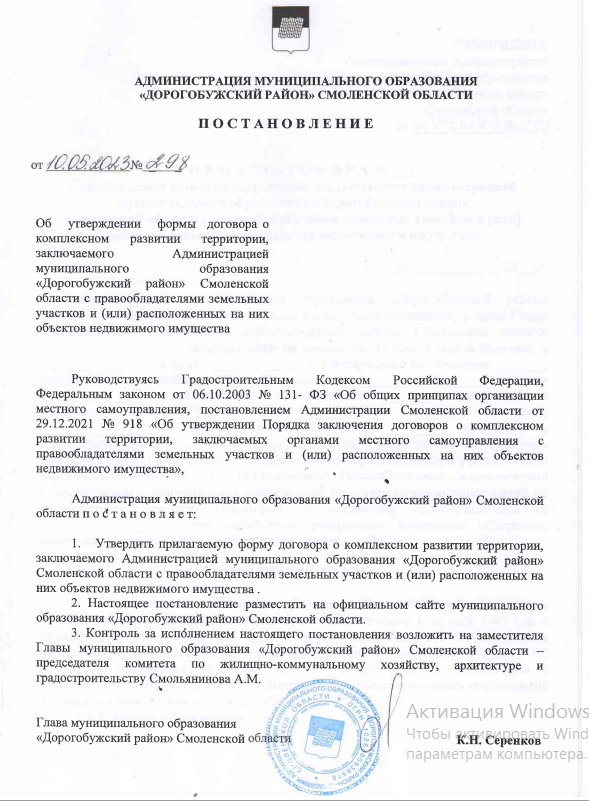 АДМИНИСТРАЦИЯ МУНИЦИПАЛЬНОГО ОБРАЗОВАНИЯ
«ДОРОГОБУЖСКИЙ РАЙОН» СМОЛЕНСКОЙ ОБЛАСТИ
П О С Т А Н О В Л Е Н И Е
от 10.05.2023 № 298
Об утверждении формы договора о
комплексном развитии территории,
заключаемого Администрацией
муниципального образования
«Дорогобужский район» Смоленской
области с правообладателями земельных
участков и (или) расположенных на них
объектов недвижимого имущества
Руководствуясь Градостроительным Кодексом Российской Федерации,
Федеральным законом от 06.10.2003 № 131- ФЗ «Об общих принципах организации
местного самоуправления, постановлением Администрации Смоленской области от
29.12.2021 № 918 «Об утверждении Порядка заключения договоров о комплексном
развитии территории, заключаемых органами местного самоуправления с
правообладателями земельных участков и (или) расположенных на них объектов
недвижимого имущества»,
Администрация муниципального образования «Дорогобужский район» Смоленской
области п о с т а н о в л я е т:
1. Утвердить прилагаемую форму договора о комплексном развитии территории,
заключаемого Администрацией муниципального образования «Дорогобужский район»
Смоленской области с правообладателями земельных участков и (или) расположенных на
них объектов недвижимого имущества .
2. Настоящее постановление разместить на официальном сайте муниципального
образования «Дорогобужский район» Смоленской области.
3. Контроль за исполнением настоящего постановления возложить на заместителя
Главы муниципального образования «Дорогобужский район» Смоленской области –
председателя комитета по жилищно-коммунальному хозяйству, архитектуре и
градостроительству Смольянинова А.М.
Глава муниципального образования
«Дорогобужский район» Смоленской области
К.Н. Серенков
Активация Windows
Чтобы активировать Wind
параметрам компьютера.